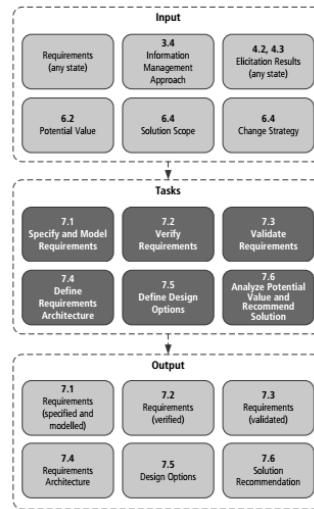 Input
Requirements
(any state)
3.4
Information
Management
Approach
4.2, 4.3
Elicitation Results
(any state)
6.2
Potential Value
6.4
Solution Scope
6.4
Change Strategy
Tasks
7.1
Specify and Model
Requirements
7.2
Verify
Requirements
7.3
Validate
Requirements
7.4
Define
Requirements
Architecture
7.5
Define Design
Options
7.6
Analyze Potential
Value and
Recommend
Solution
Output
7.1
Requirements
(specified and
modelled)
7.2
Requirements
(verified)
7.3
Requirements
(validated)
7.4
Requirements
Architecture
7.5
Design Options
7.6
Solution
Recommendation